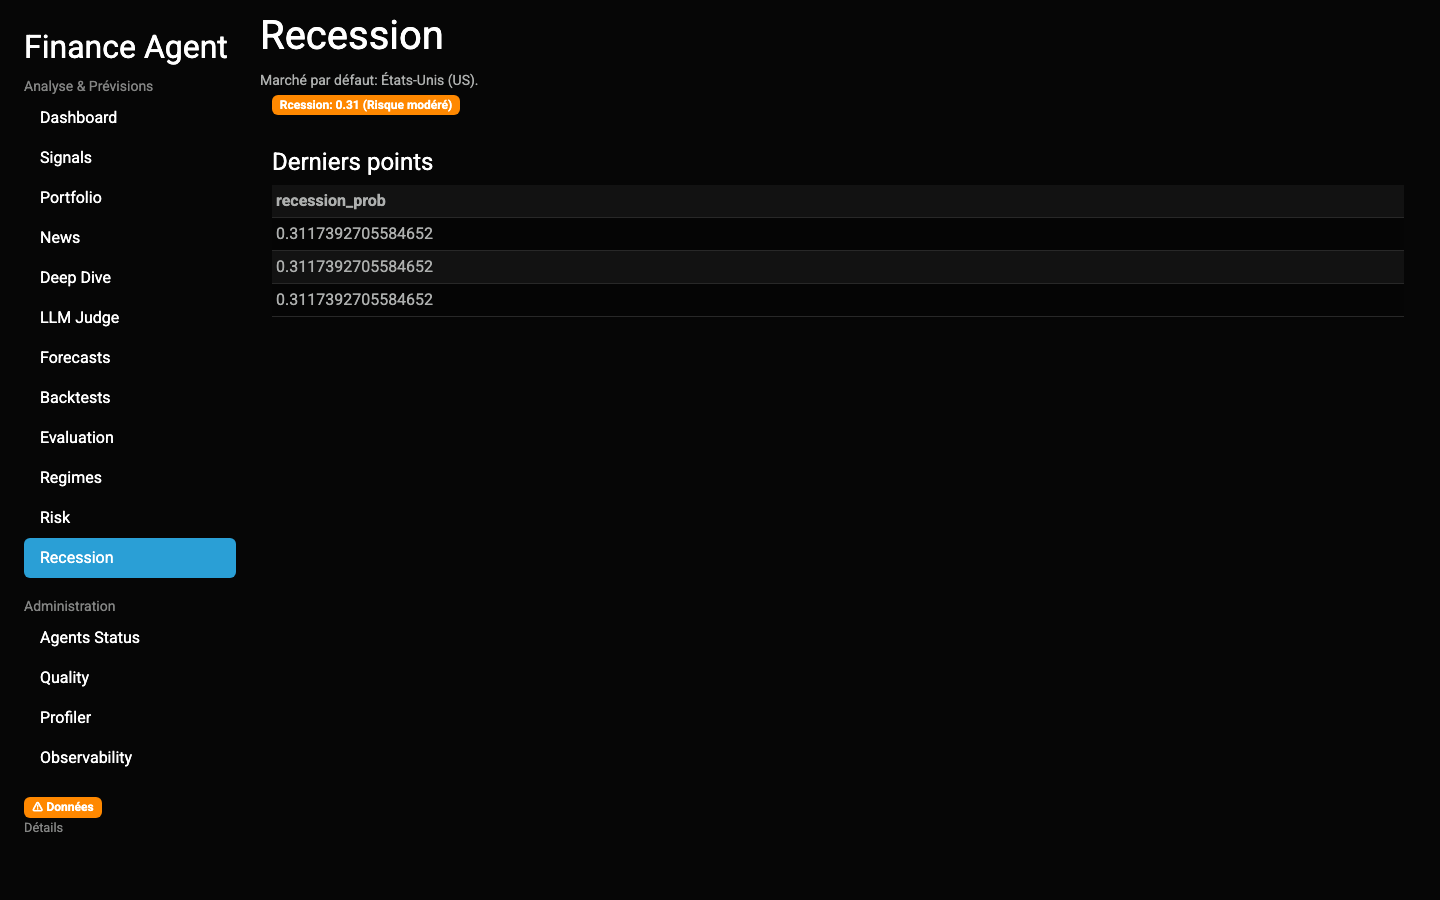 Finance Agent
Analyse & Prévisions
Dashboard
Signals
Portfolio
News
Deep Dive
LLM Judge
Forecasts
Backtests
Evaluation
Regimes
Risk
Recession
Administration
Agents Status
Quality
Profiler
Observability
⚠ Données
Détails
Recession
Marché par défaut: États-Unis (US).
Rcession: 0.31 (Risque modéré)
Derniers points
recession_prob
0.3117392705584652
0.3117392705584652
0.3117392705584652